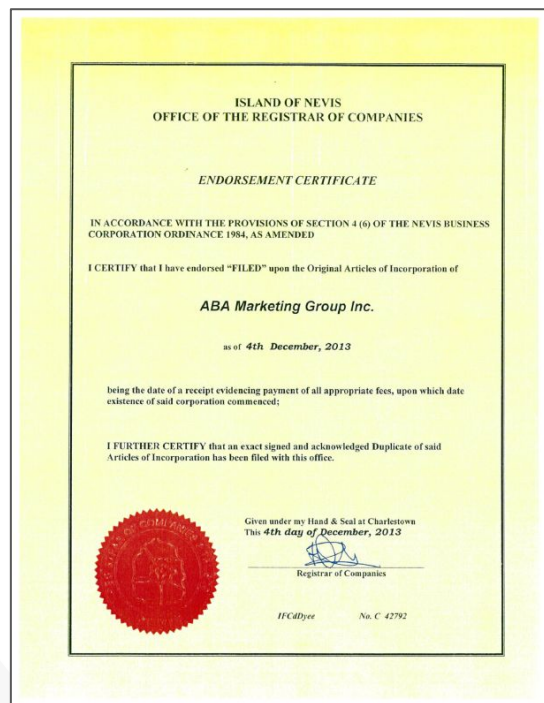 ISLAND OF NEVIS
OFFICE OF THE REGISTRAR OF COMPANIES
ENDORSEMENT CERTIFICATE
IN ACCORDANCE WITH THE PROVISIONS OF SECTION 4 (6) OF THE NEVIS BUSINESS
CORPORATION ORDINANCE 1984, AS AMENDED
I CERTIFY that I have endorsed “FILED” upon the Original Articles of Incorporation of
ABA Marketing Group Inc.
as of 4th December, 2013
being the date of a receipt evidencing payment of all appropriate fees, upon which date
existence of said corporation commenced;
I FURTHER CERTIFY that an exact signed and acknowledged Duplicate of said
Articles of Incorporation has been filed with this office.
Given under my Hand & Seal at Charlestown
This 4th day of December, 2013
Registrar of Companies
IFCdDyee No. C 42792